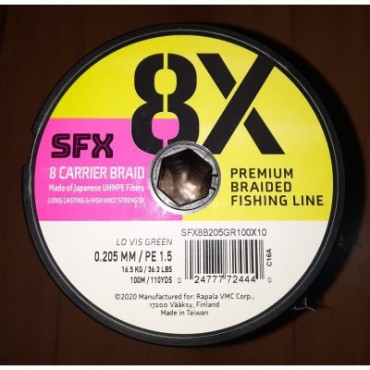 8X
SFX
8 CARRIER BRAID
Made of Japanese UHMPE Fibers
LONG CASTING & HIGH KNOT STRENGTH
PREMIUM
BRAIDED
FISHING LINE
SFX8B205GR100X10
LO VIS GREEN
0.205 MM / PE 1.5
16.5 KG / 36.3 LBS
100M / 110YDS
0 24777 72444 0
C16A
©2020 Manufactured for: Rapala VMC Corp.,
17200 Vääksy, Finland
Made in Taiwan